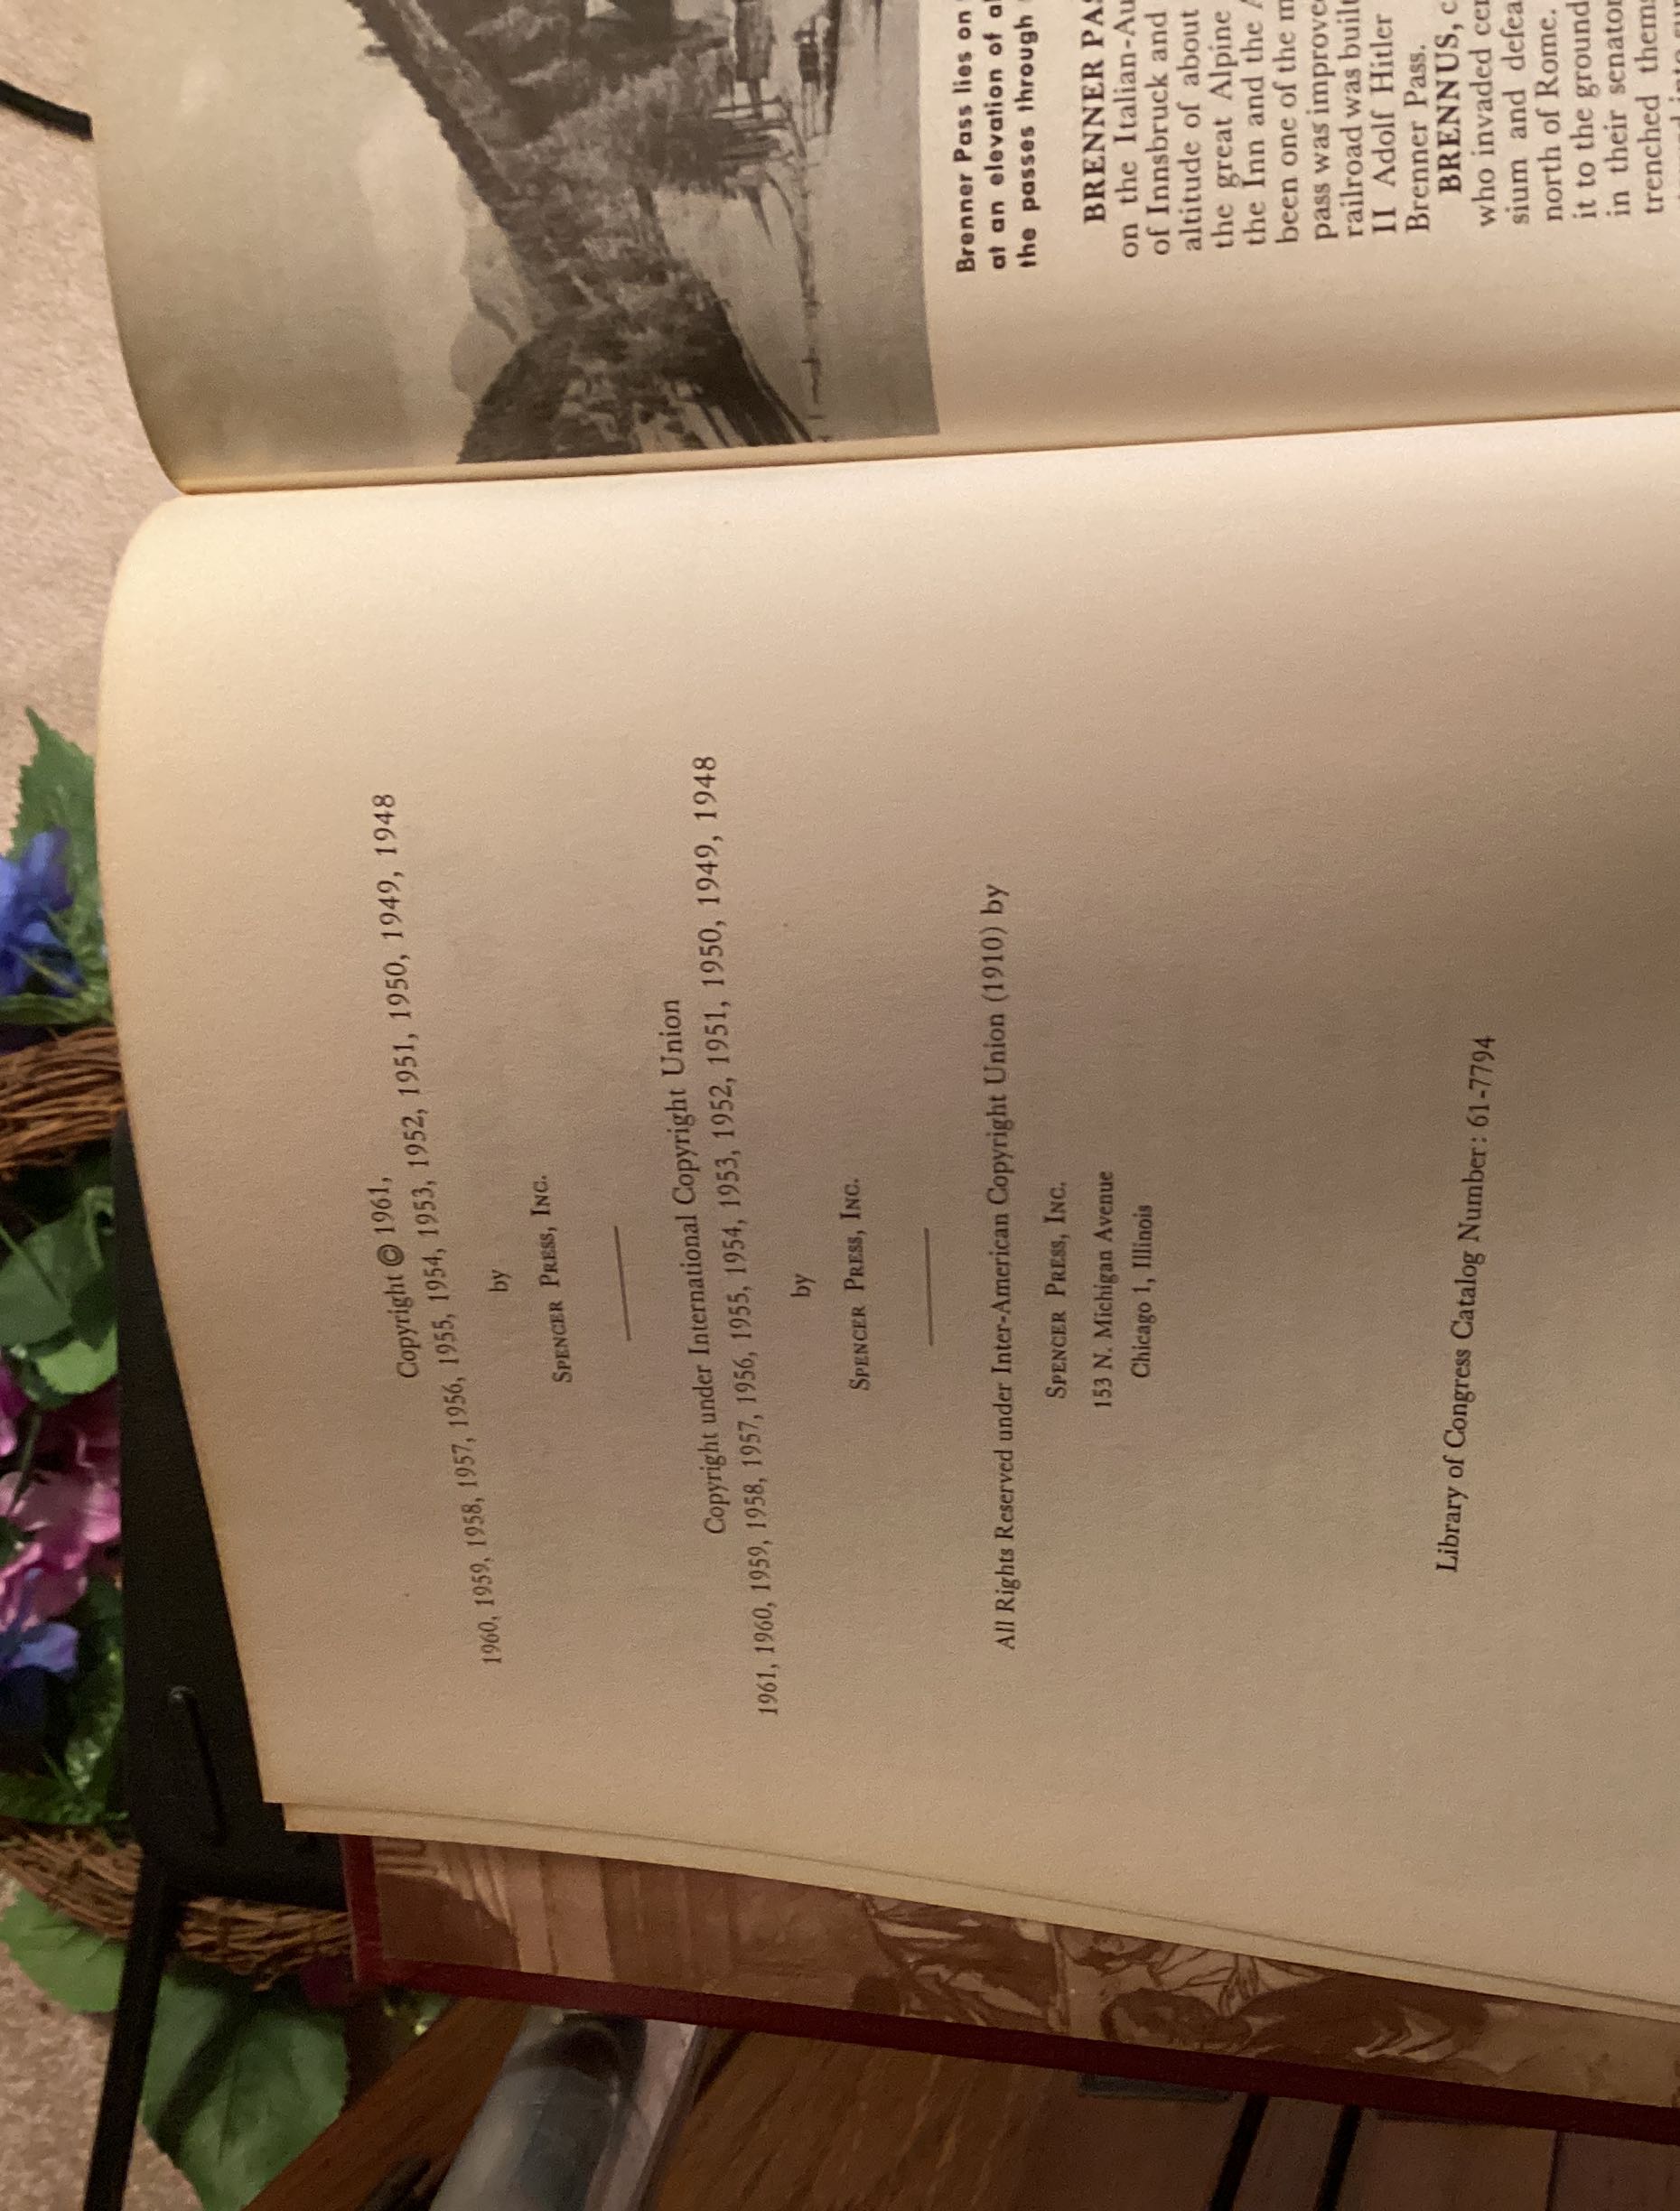 Copyright © 1961,
1960, 1959, 1958, 1957, 1956, 1955, 1954, 1953, 1952, 1951, 1950, 1949, 1948
by
SPENCER PRESS, INC.
Copyright under International Copyright Union
1961, 1960, 1959, 1958, 1957, 1956, 1955, 1954, 1953, 1952, 1951, 1950, 1949, 1948
by
SPENCER PRESS, INC.
All Rights Reserved under Inter-American Copyright Union (1910) by
SPENCER PRESS, INC.
153 N. Michigan Avenue
Chicago 1, Illinois
Library of Congress Catalog Number: 61-7794
Brenner Pass lies on
at an elevation of
the passes through
BRENNER
on the
of Innsbruck and
altitude of about
the great Alpine
the Inn and the
been one of the
pass was
railroad was built
II Adolf Hitler
Brenner Pass.
BRENNUS,
who invaded
sium and
north of Rome.
it to the ground
in their
trenched